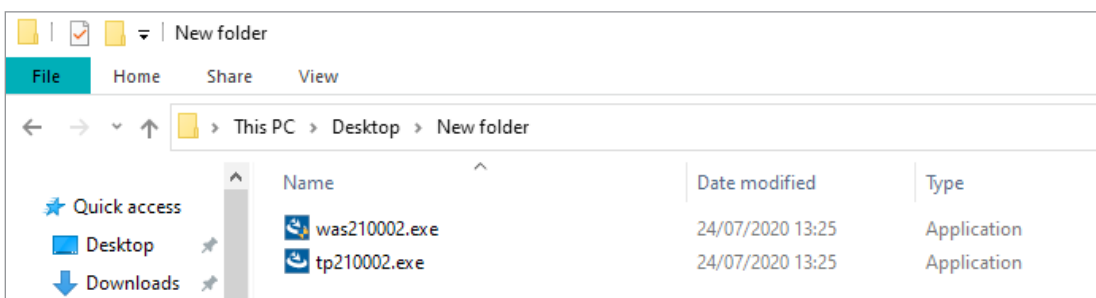 New folder
File Home Share View
This PC > Desktop > New folder
Name Date modified Type
Quick access
was210002.exe 24/07/2020 13:25 Application
Desktop
tp210002.exe 24/07/2020 13:25 Application
Downloads